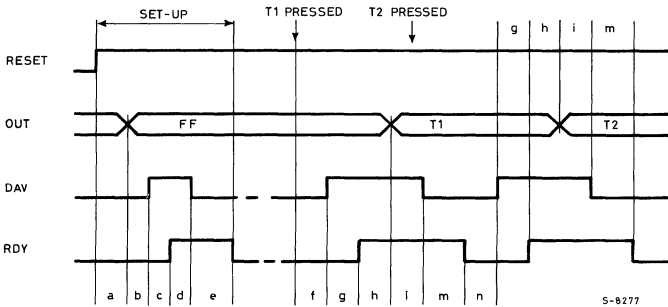 SET-UP T1 PRESSED T2 PRESSED
g h i m
RESET
OUT FF T1 T2
DAV
RDY
a b c d e f g h i m n
S-8277